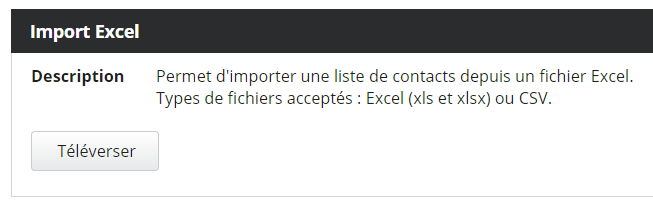 Import Excel
Description
Permet d'importer une liste de contacts depuis un fichier Excel.
Types de fichiers acceptés : Excel (xls et xlsx) ou CSV.
Téléverser